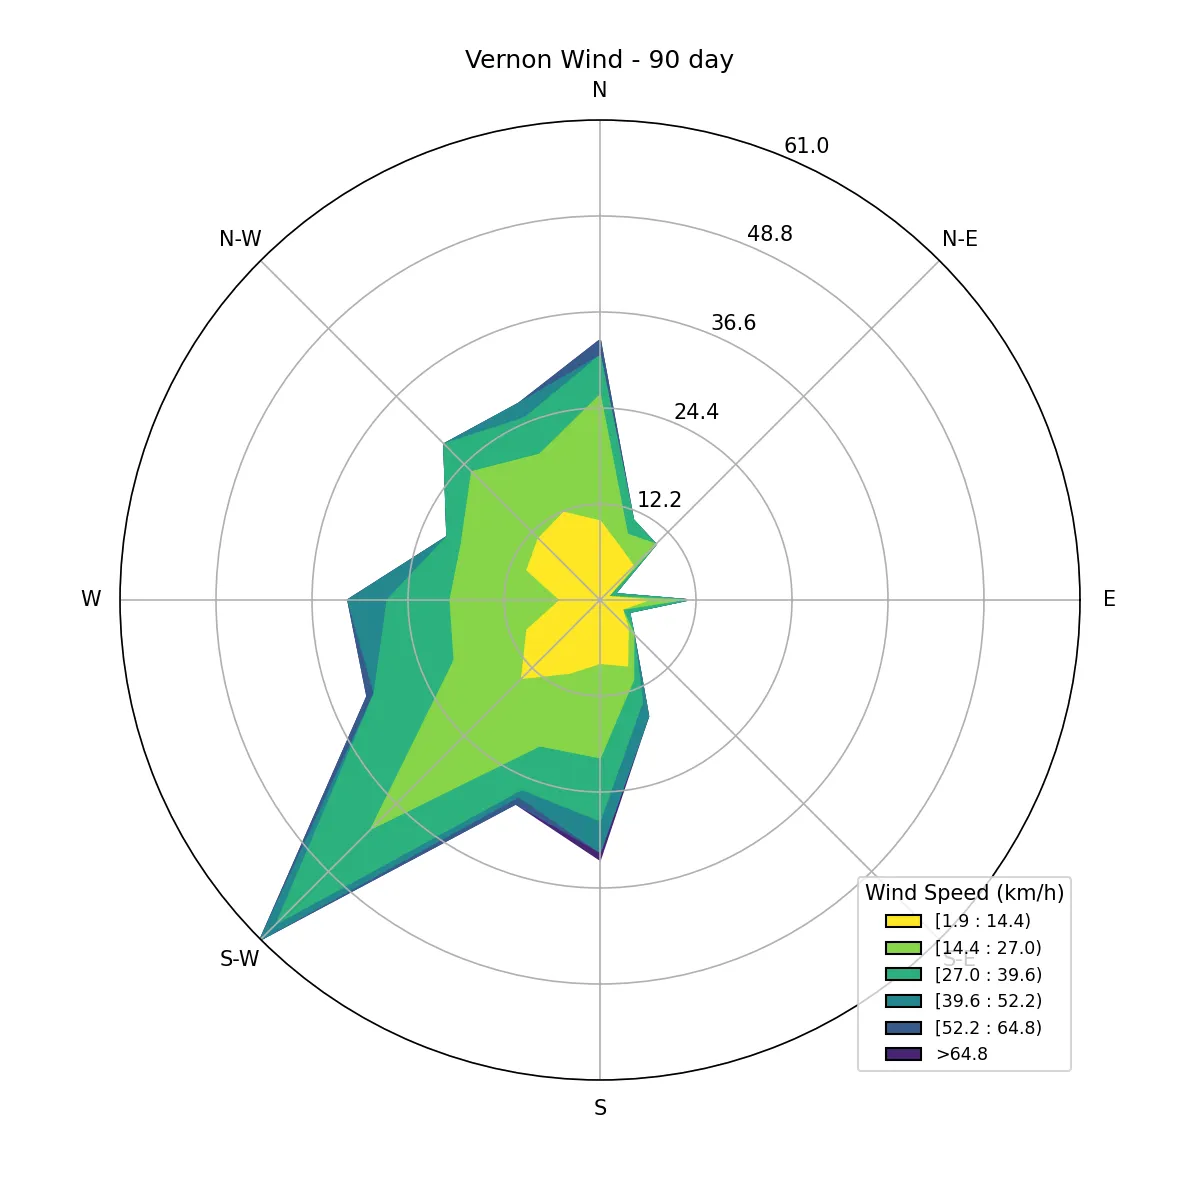 Vernon Wind - 90 day
N
61.0
48.8
N-W
N-E
36.6
24.4
12.2
W
E
S-W
S-E
S
Wind Speed (km/h)
[1.9 : 14.4)
[14.4 : 27.0)
[27.0 : 39.6)
[39.6 : 52.2)
[52.2 : 64.8)
>64.8